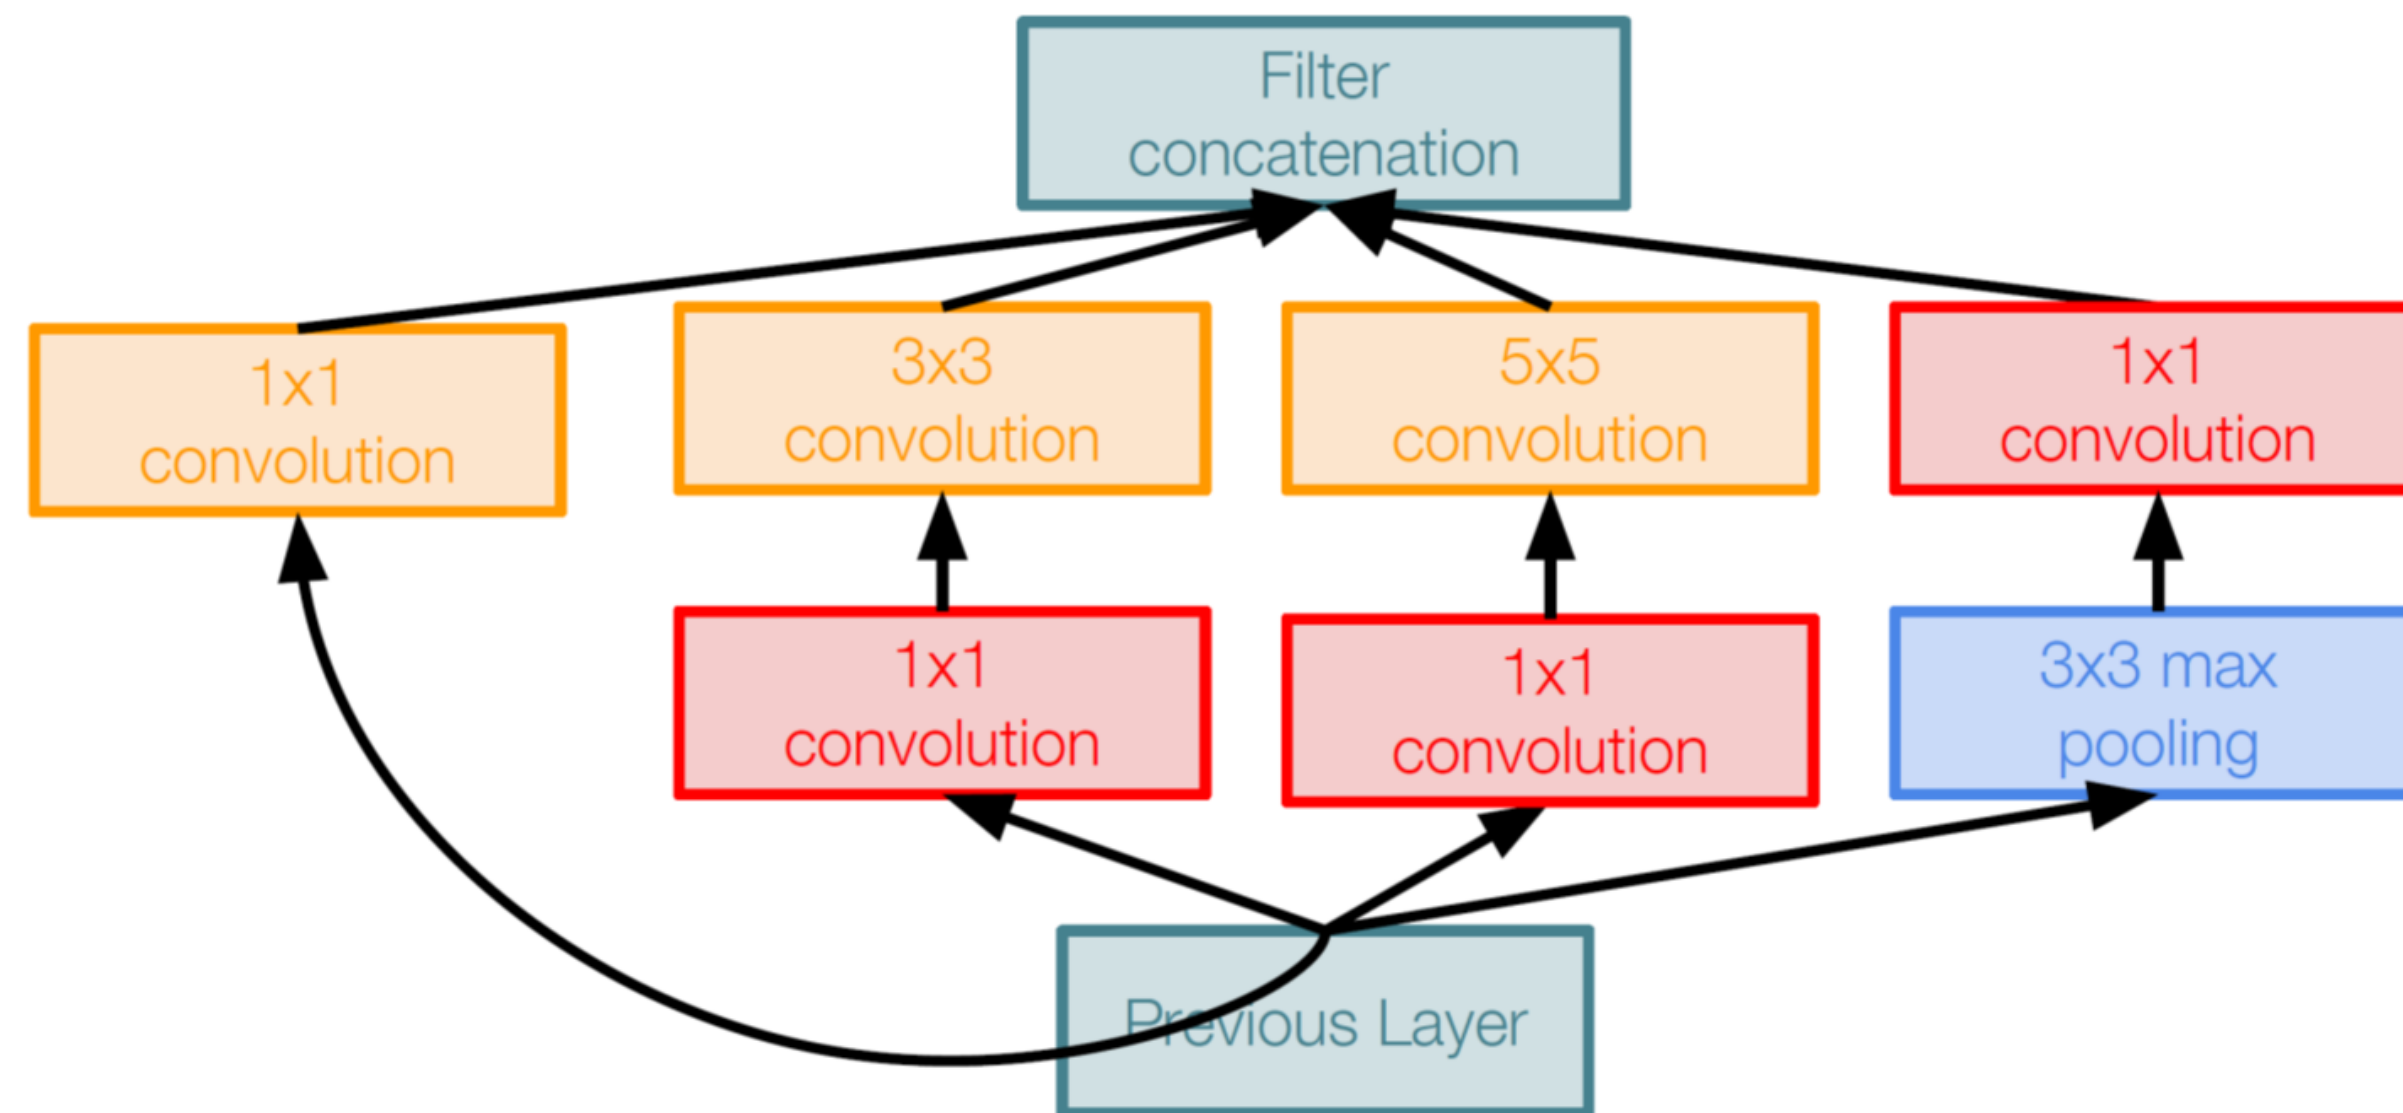 Filter
concatenation
1x1
convolution
3x3
convolution
5x5
convolution
1x1
convolution
1x1
convolution
1x1
convolution
3x3 max
pooling
Previous Layer